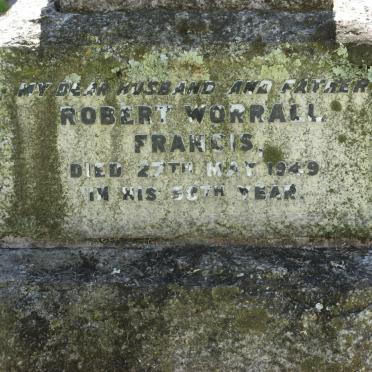 MY DEAR HUSBAND AND FATHER
ROBERT WORRALL
FRANCIS.
DIED 27TH MAY 1949
IN HIS 50TH YEAR.